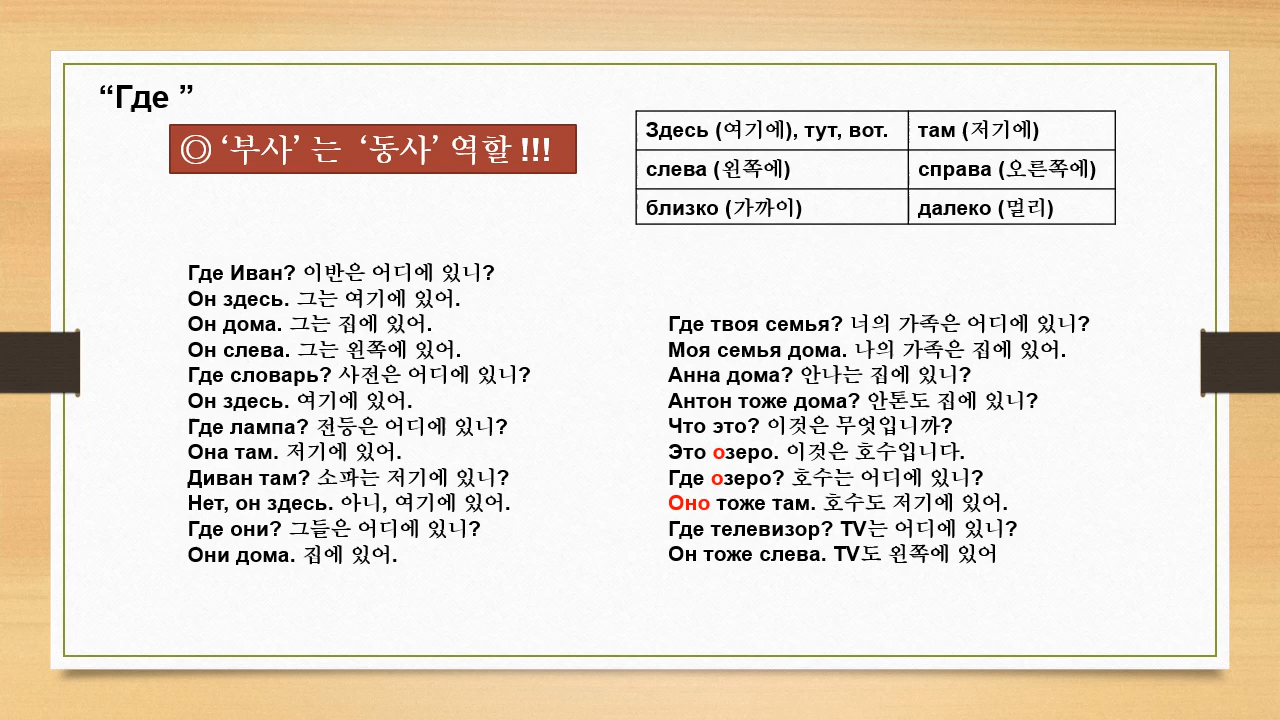 “Где ”
◎ ‘부사’ 는 ‘동사’ 역할 !!!
Здесь (여기에), тут, вот. там (저기에)
слева (왼쪽에) справа (오른쪽에)
близко (가까이) далеко (멀리)
Где Иван? 이반은 어디에 있니?
Он здесь. 그는 여기에 있어.
Он дома. 그는 집에 있어.
Он слева. 그는 왼쪽에 있어.
Где словарь? 사전은 어디에 있니?
Он здесь. 여기에 있어.
Где лампа? 전등은 어디에 있니?
Она там. 저기에 있어.
Диван там? 소파는 저기에 있니?
Нет, он здесь. 아니, 여기에 있어.
Где они? 그들은 어디에 있니?
Они дома. 집에 있어.
Где твоя семья? 너의 가족은 어디에 있니?
Моя семья дома. 나의 가족은 집에 있어.
Анна дома? 안나는 집에 있니?
Антон тоже дома? 안톤도 집에 있니?
Что это? 이것은 무엇입니까?
Это озеро. 이것은 호수입니다.
Где озеро? 호수는 어디에 있니?
Оно тоже там. 호수도 저기에 있어.
Где телевизор? TV는 어디에 있니?
Он тоже слева. TV도 왼쪽에 있어